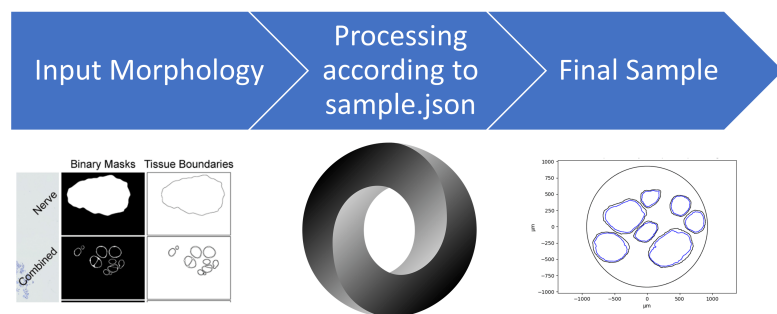 Input Morphology
Processing
according to
sample.json
Final Sample
Binary Masks Tissue Boundaries
Nerve
Combined
1000
750
500
250
0
−250
−500
−750
−1000
μm
−1000 −500 0 500 1000
μm